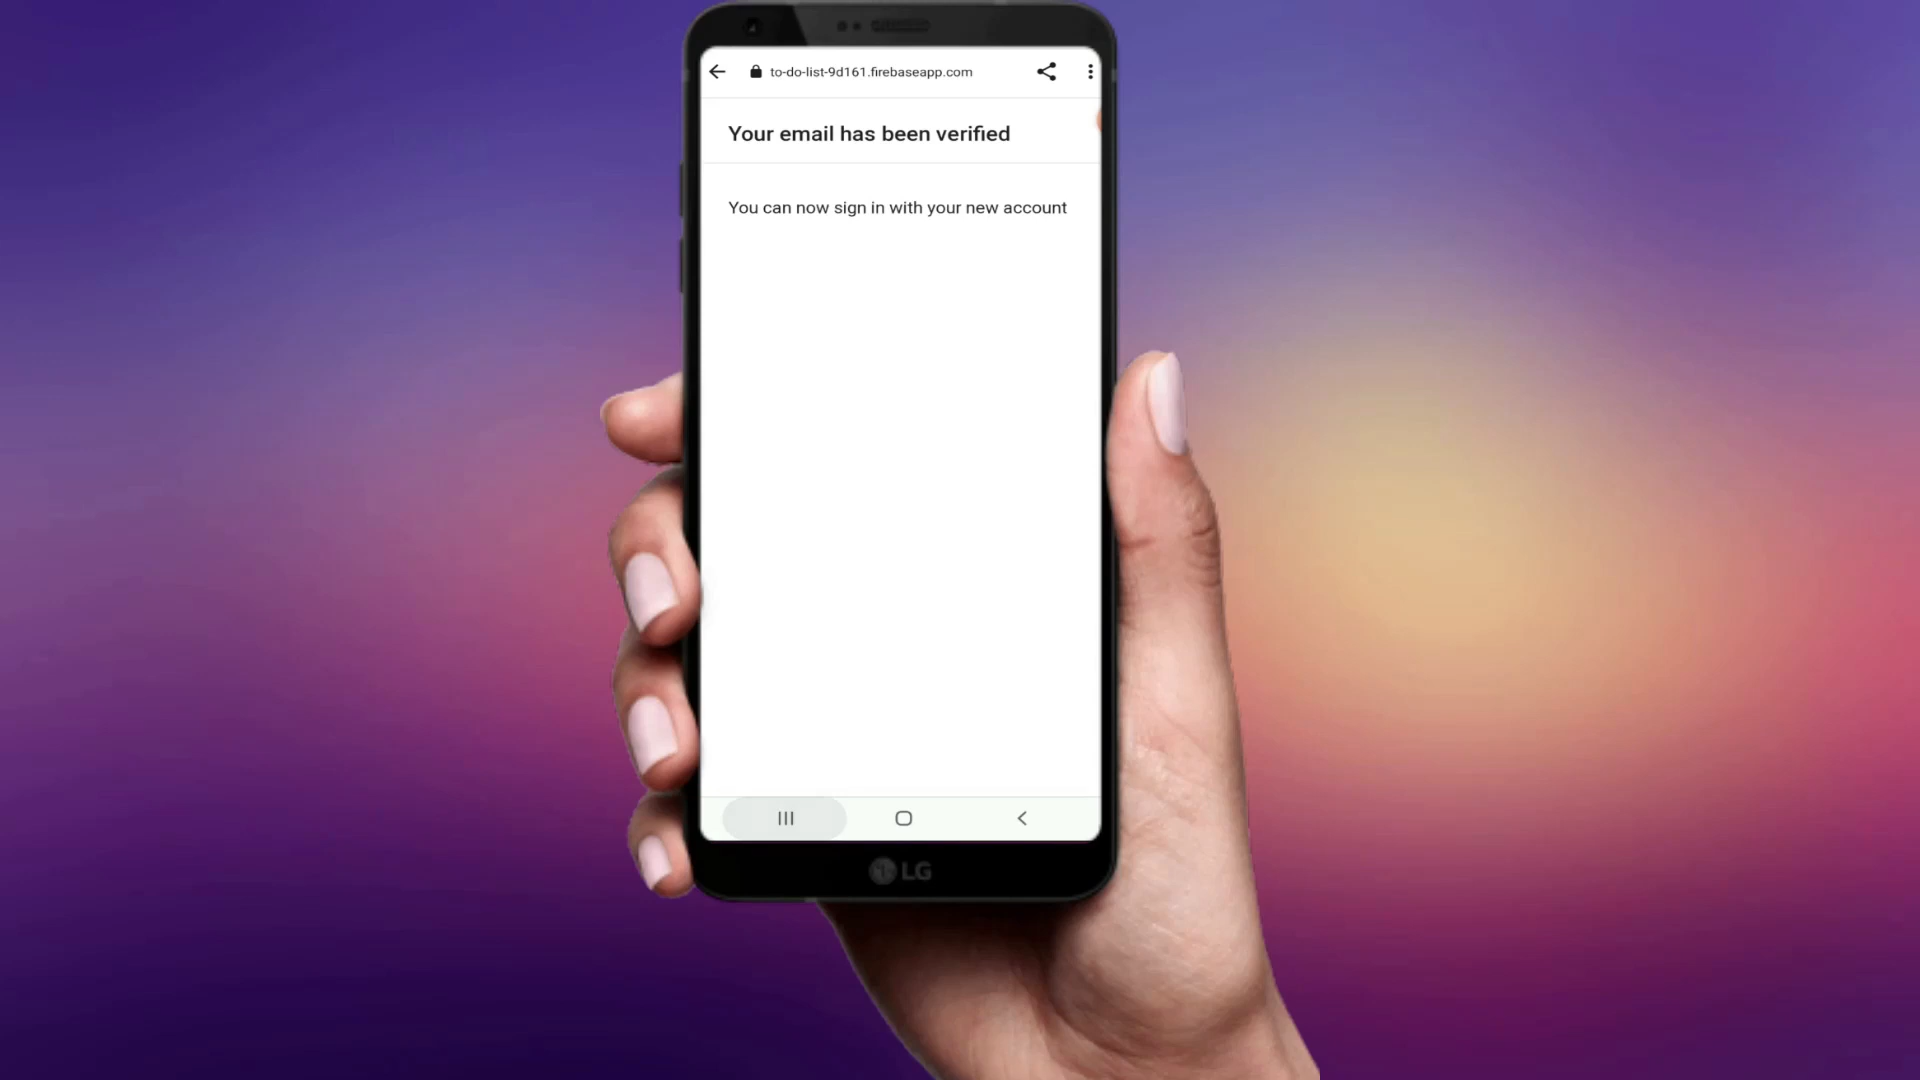 to-do-list-9d161.firebaseapp.com
Your email has been verified
You can now sign in with your new account
LG